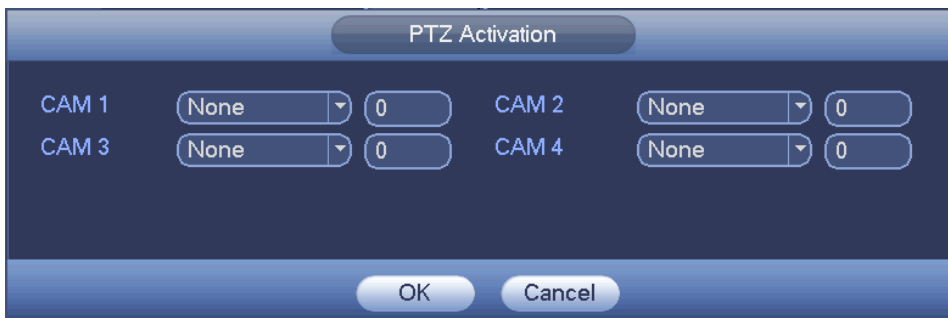 PTZ Activation
CAM 1 None 0 CAM 2 None 0
CAM 3 None 0 CAM 4 None 0
OK Cancel